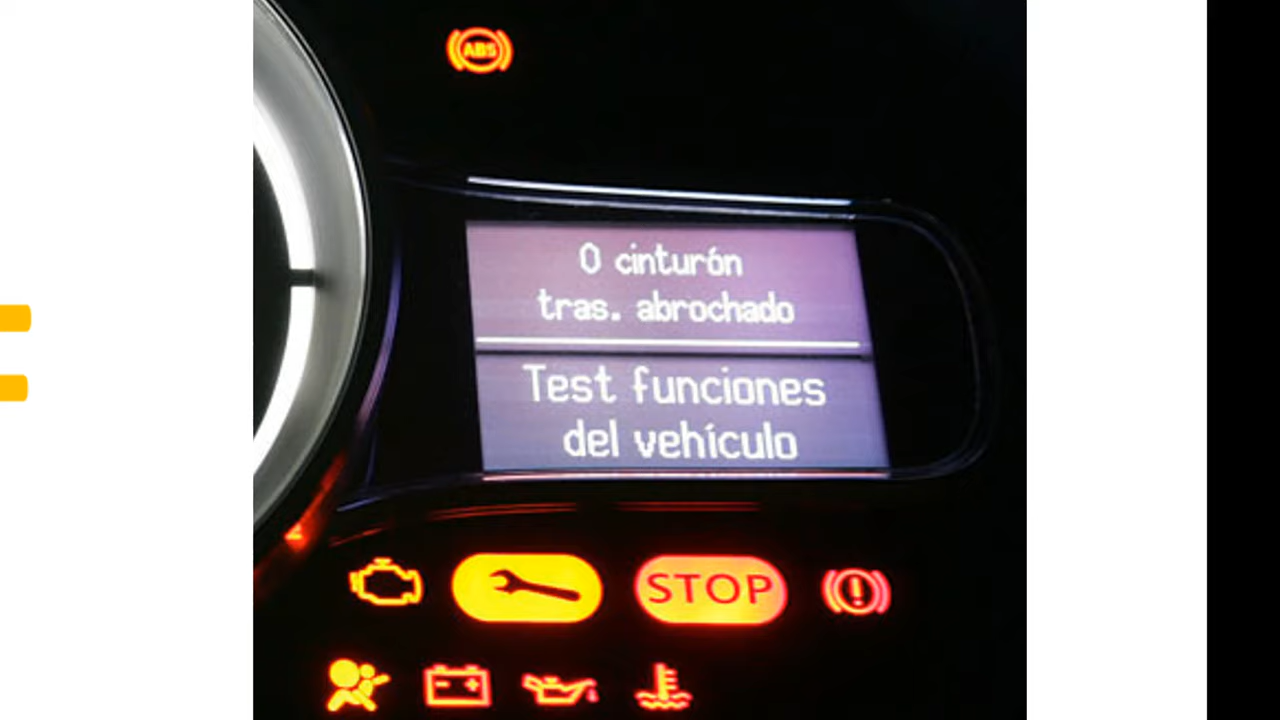 ABS
0 cinturón
tras. abrochado
Test funciones
del vehículo
STOP